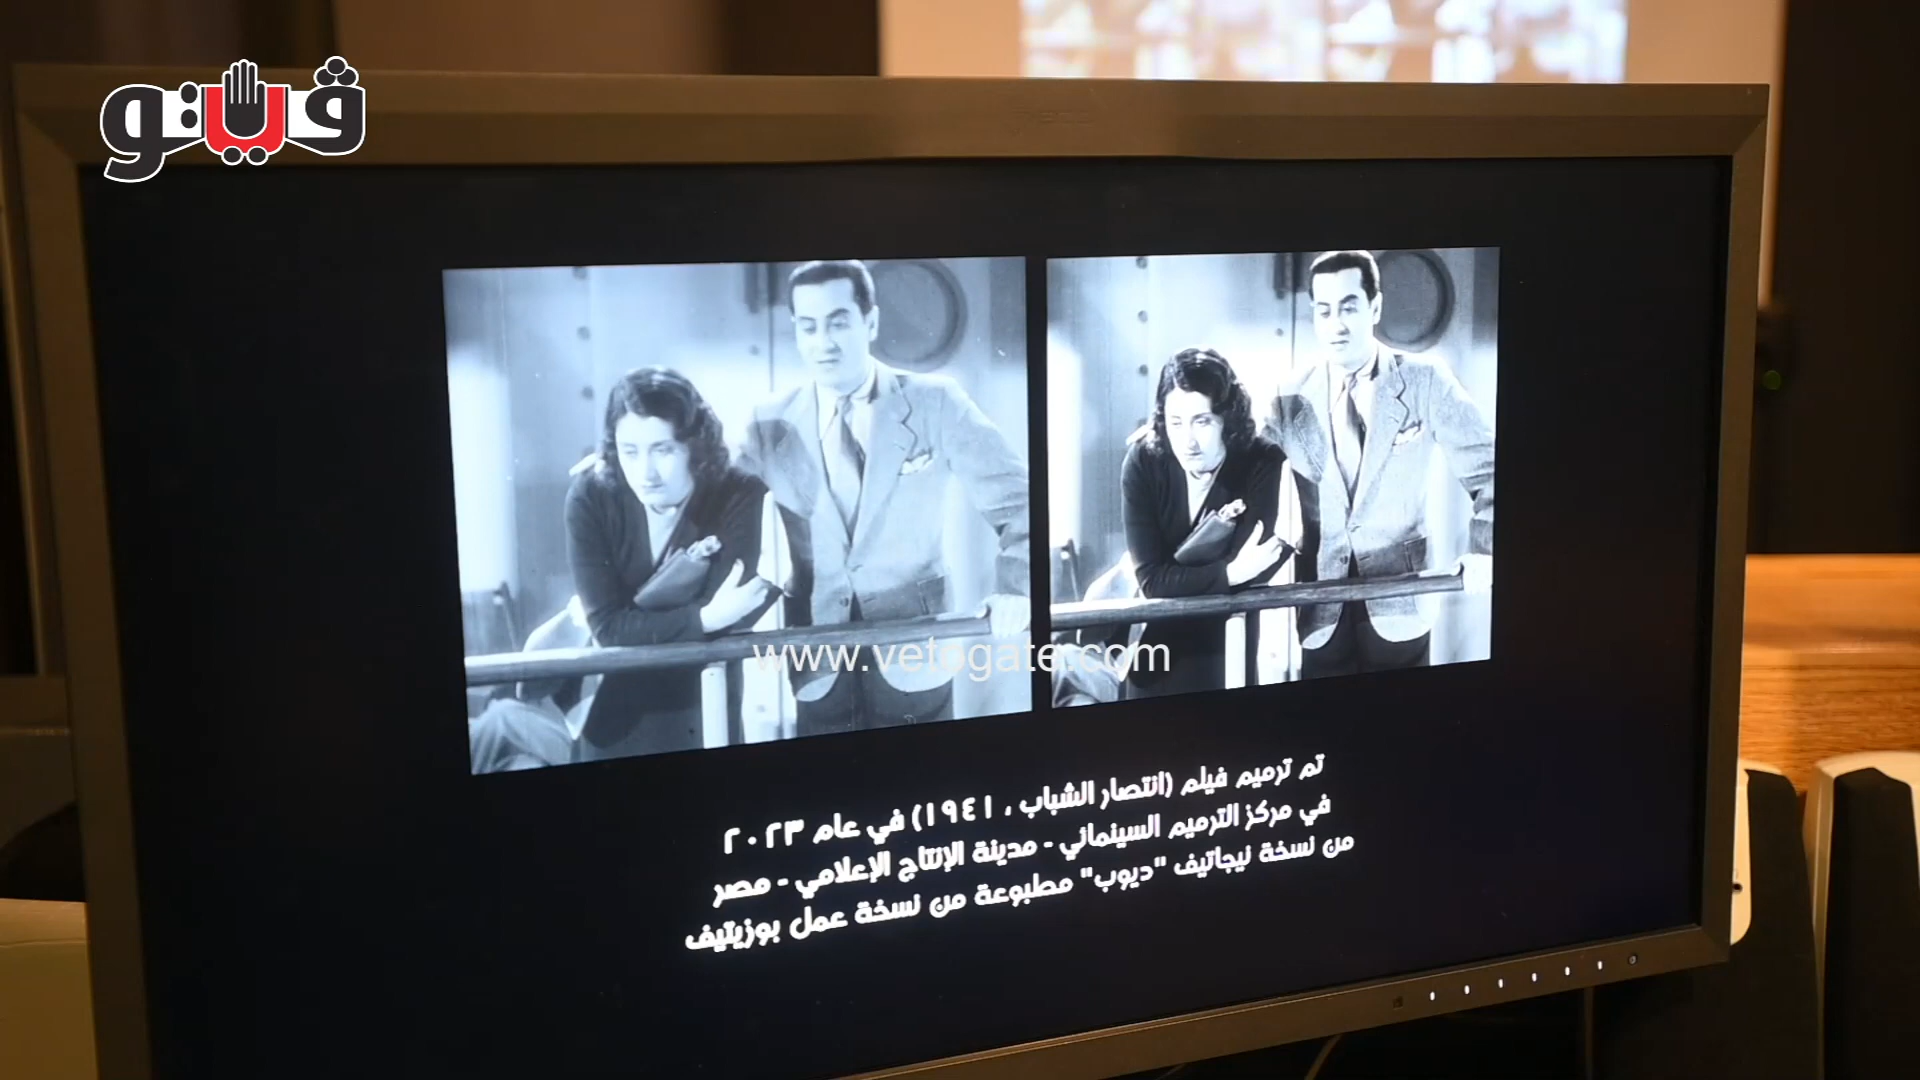 ڤيتو
www.vetogate.com
تم ترميم فيلم (انتصار الشباب ، ١٩٤١) في عام ٢٠٢٣
في مركز الترميم السينمائي - مدينة الإنتاج الإعلامي - مصر
من نسخة نيجاتيف "ديوب" مطبوعة من نسخة عمل بوزيتيف